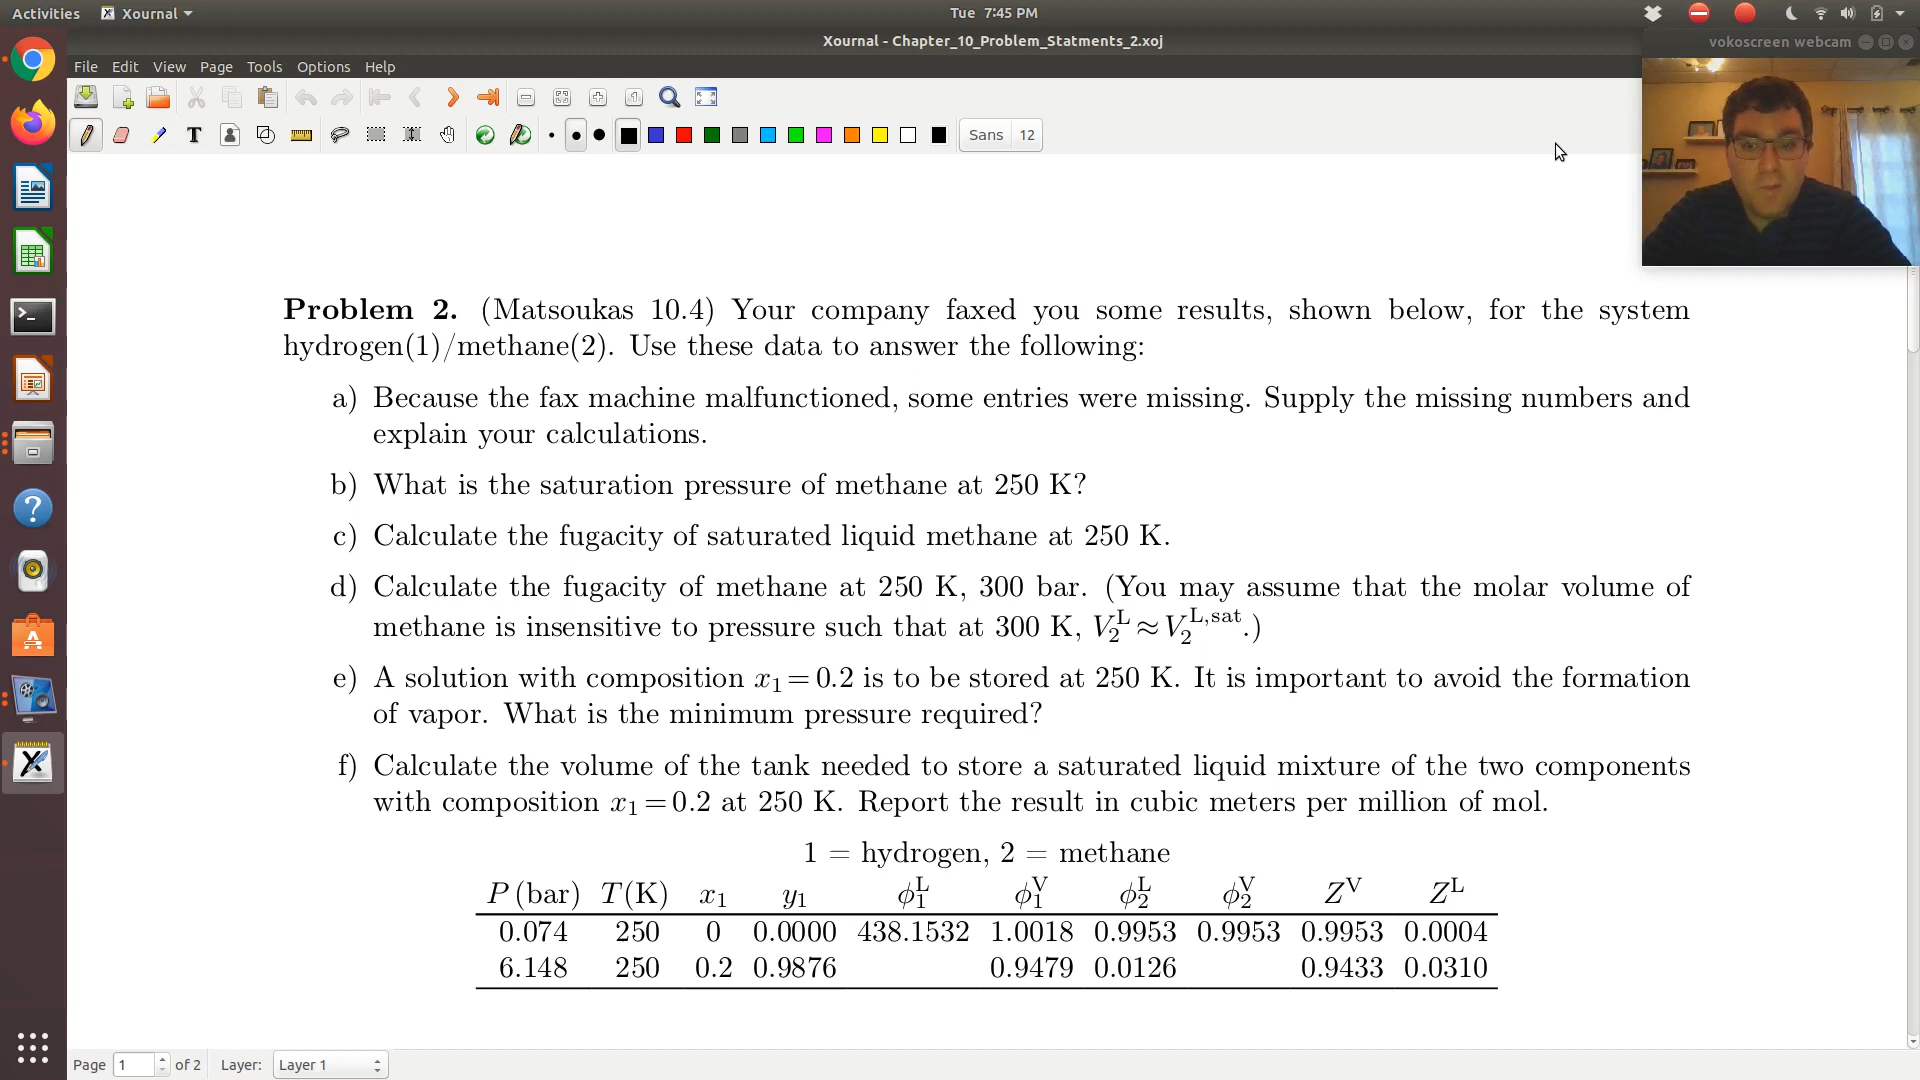 Activities Xournal Tue 7:45 PM
Xournal - Chapter_10_Problem_Statments_2.xoj
vokoscreen webcam
File Edit View Page Tools Options Help
Sans 12
Problem 2. (Matsoukas 10.4) Your company faxed you some results, shown below, for the system
hydrogen(1)/methane(2). Use these data to answer the following:
a) Because the fax machine malfunctioned, some entries were missing. Supply the missing numbers and
explain your calculations.
b) What is the saturation pressure of methane at 250 K?
c) Calculate the fugacity of saturated liquid methane at 250 K.
d) Calculate the fugacity of methane at 250 K, 300 bar. (You may assume that the molar volume of
methane is insensitive to pressure such that at 300 K, V₂ᴸ ≈ V₂ᴸ,ˢᵃᵗ.)
e) A solution with composition x₁ = 0.2 is to be stored at 250 K. It is important to avoid the formation
of vapor. What is the minimum pressure required?
f) Calculate the volume of the tank needed to store a saturated liquid mixture of the two components
with composition x₁ = 0.2 at 250 K. Report the result in cubic meters per million of mol.
1 = hydrogen, 2 = methane
P (bar) T(K) x₁ y₁ ϕ₁ᴸ ϕ₁ⱽ ϕ₂ᴸ ϕ₂ⱽ Zⱽ Zᴸ
0.074 250 0 0.0000 438.1532 1.0018 0.9953 0.9953 0.9953 0.0004
6.148 250 0.2 0.9876 0.9479 0.0126 0.9433 0.0310
Page 1 of 2 Layer: Layer 1